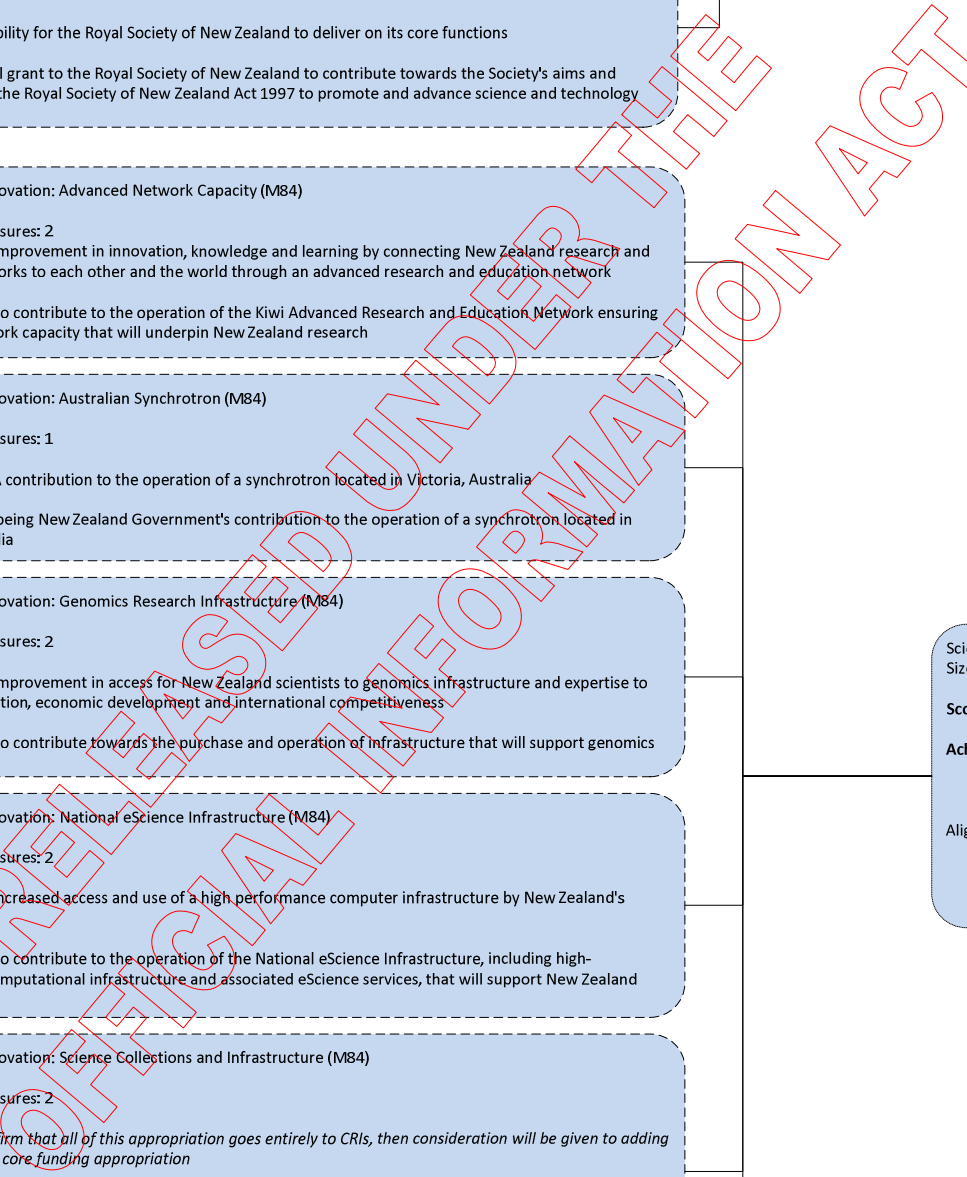 bility for the Royal Society of New Zealand to deliver on its core functions
l grant to the Royal Society of New Zealand to contribute towards the Society's aims and
the Royal Society of New Zealand Act 1997 to promote and advance science and technology
ovation: Advanced Network Capacity (M84)
sures: 2
mprovement in innovation, knowledge and learning by connecting New Zealand research and
orks to each other and the world through an advanced research and education network
o contribute to the operation of the Kiwi Advanced Research and Education Network ensuring
ork capacity that will underpin New Zealand research
ovation: Australian Synchrotron (M84)
sures: 1
A contribution to the operation of a synchrotron located in Victoria, Australia
being New Zealand Government's contribution to the operation of a synchrotron located in
lia
ovation: Genomics Research Infrastructure (M84)
sures: 2
mprovement in access for New Zealand scientists to genomics infrastructure and expertise to
tion, economic development and international competitiveness
o contribute towards the purchase and operation of infrastructure that will support genomics
ovation: National eScience Infrastructure (M84)
sures: 2
ncreased access and use of a high performance computer infrastructure by New Zealand's
o contribute to the operation of the National eScience Infrastructure, including high-
mputational infrastructure and associated eScience services, that will support New Zealand
ovation: Science Collections and Infrastructure (M84)
sures: 2
firm that all of this appropriation goes entirely to CRIs, then consideration will be given to adding
core funding appropriation
Scie
Size
Sco
Ach
Alig
RELEASED UNDER THE
OFFICIAL INFORMATION ACT